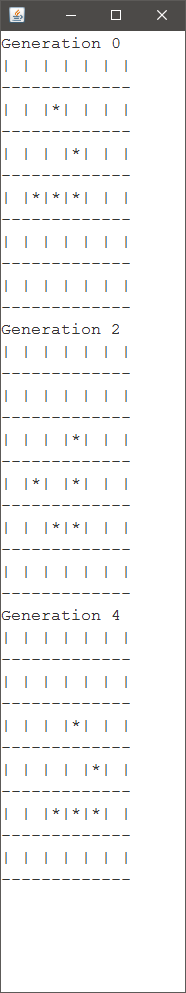 Generation 0
| | | | | | |
-------------
| | |*| | | |
-------------
| | | |*| | |
-------------
| |*|*|*| | |
-------------
| | | | | | |
-------------
| | | | | | |
-------------
Generation 2
| | | | | | |
-------------
| | | | | | |
-------------
| | | |*| | |
-------------
| |*| |*| | |
-------------
| | |*|*| | |
-------------
| | | | | | |
-------------
Generation 4
| | | | | | |
-------------
| | | | | | |
-------------
| | | |*| | |
-------------
| | | | |*| |
-------------
| | |*|*|*| |
-------------
| | | | | | |
-------------